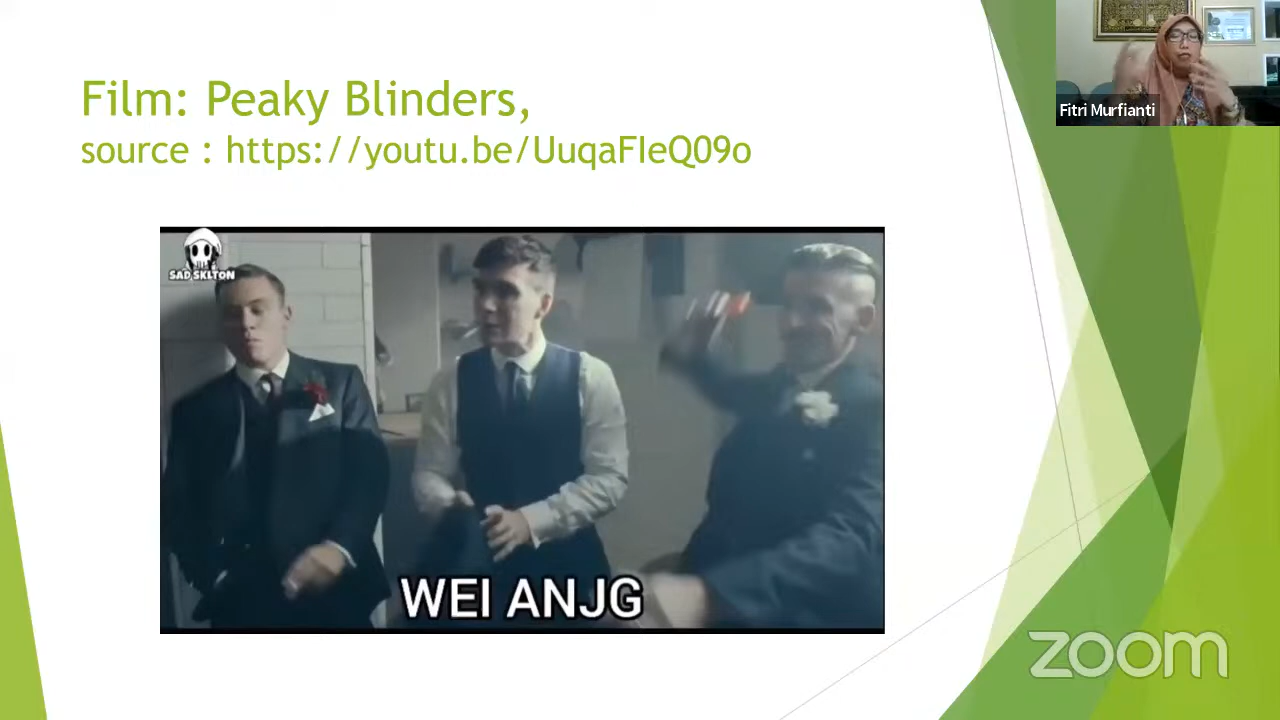 Film: Peaky Blinders,
source : https://youtu.be/UuqaFIeQ09o
Fitri Murfianti
SAD SKLTON
WEI ANJG
zoom